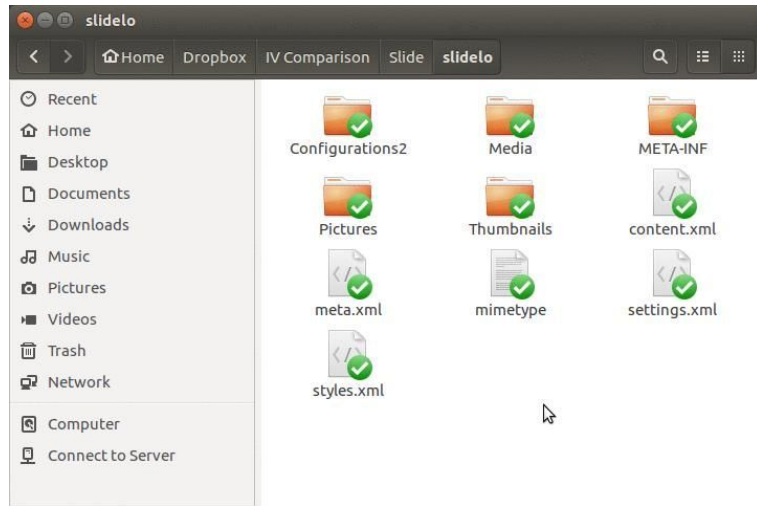 slidelo
Home Dropbox IV Comparison Slide slidelo
Recent
Home
Desktop
Documents
Downloads
Music
Pictures
Videos
Trash
Network
Computer
Connect to Server
Configurations2 Media META-INF
Pictures Thumbnails content.xml
meta.xml mimetype settings.xml
styles.xml